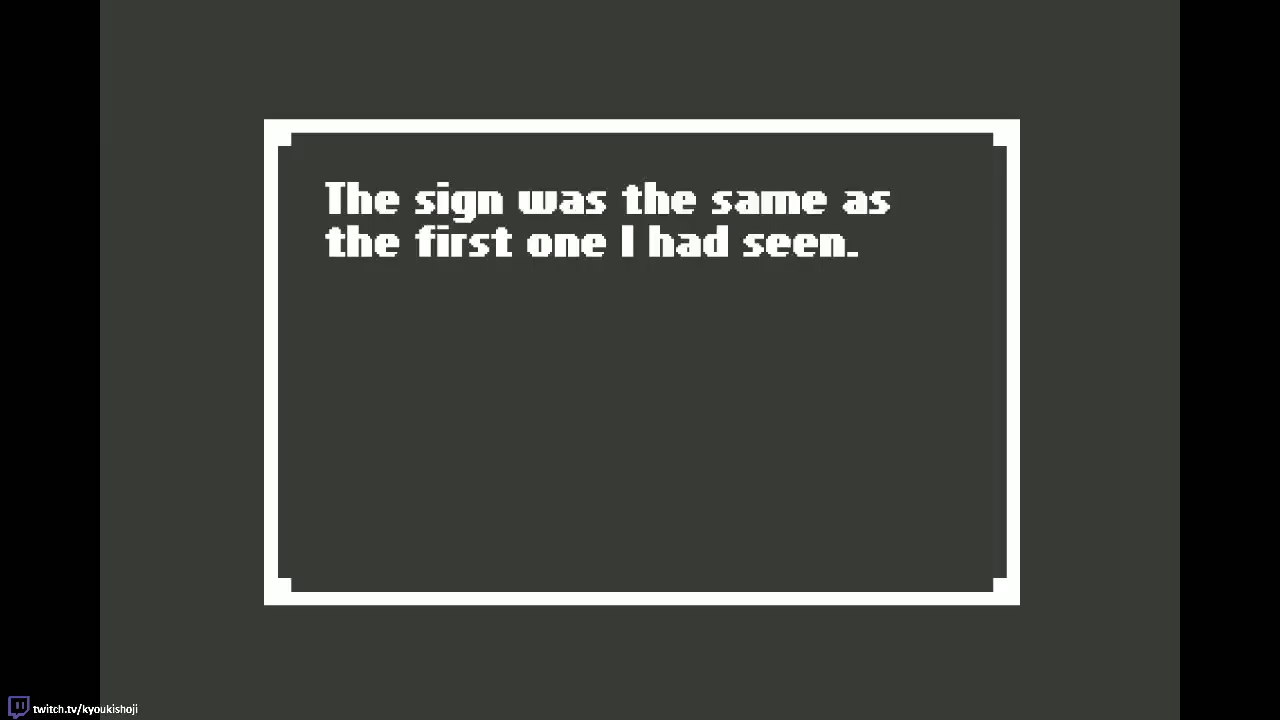 The sign was the same as
the first one I had seen.
twitch.tv/kyoukishoji